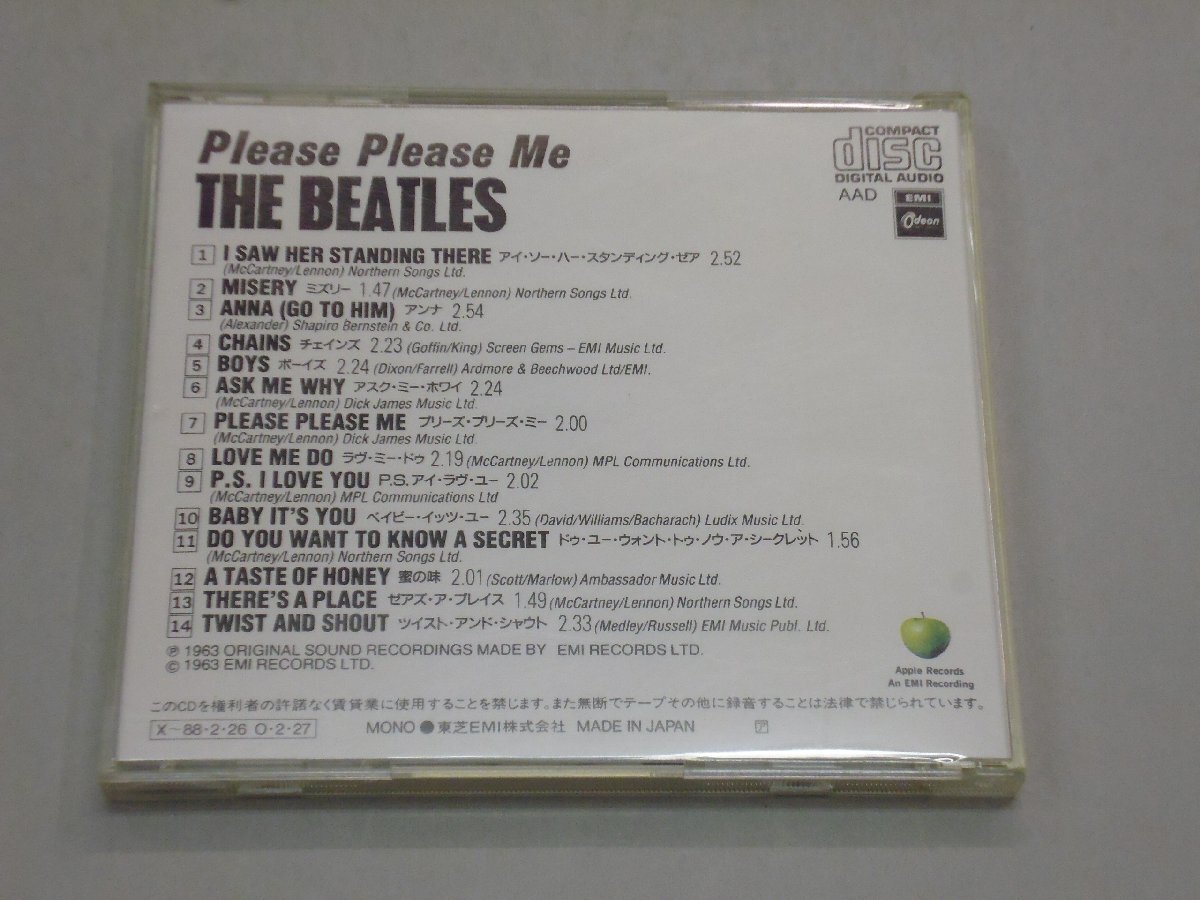 Please Please Me
THE BEATLES
COMPACT
disc
DIGITAL AUDIO
AAD
EMI
Odeon
1 I SAW HER STANDING THERE アイ・ソー・ハー・スタンディング・ゼア 2.52
(McCartney/Lennon) Northern Songs Ltd.
2 MISERY ミズリー 1.47 (McCartney/Lennon) Northern Songs Ltd.
3 ANNA (GO TO HIM) アンナ 2.54
(Alexander) Shapiro Bernstein & Co. Ltd.
4 CHAINS チェインズ 2.23 (Goffin/King) Screen Gems – EMI Music Ltd.
5 BOYS ボーイズ 2.24 (Dixon/Farrell) Ardmore & Beechwood Ltd/EMI.
6 ASK ME WHY アスク・ミー・ホワイ 2.24
(McCartney/Lennon) Dick James Music Ltd.
7 PLEASE PLEASE ME プリーズ・プリーズ・ミー 2.00
(McCartney/Lennon) Dick James Music Ltd.
8 LOVE ME DO ラヴ・ミー・ドゥ 2.19 (McCartney/Lennon) MPL Communications Ltd.
9 P.S. I LOVE YOU P.S.アイ・ラヴ・ユー 2.02
(McCartney/Lennon) MPL Communications Ltd
10 BABY IT'S YOU ベイビー・イッツ・ユー 2.35 (David/Williams/Bacharach) Ludix Music Ltd.
11 DO YOU WANT TO KNOW A SECRET ドゥ・ユー・ウォント・トゥ・ノウ・ア・シークレット 1.56
(McCartney/Lennon) Northern Songs Ltd.
12 A TASTE OF HONEY 蜜の味 2.01 (Scott/Marlow) Ambassador Music Ltd.
13 THERE'S A PLACE ゼアズ・ア・プレイス 1.49 (McCartney/Lennon) Northern Songs Ltd.
14 TWIST AND SHOUT ツイスト・アンド・シャウト 2.33 (Medley/Russell) EMI Music Publ. Ltd.
℗ 1963 ORIGINAL SOUND RECORDINGS MADE BY EMI RECORDS LTD.
© 1963 EMI RECORDS LTD.
Apple Records
An EMI Recording
このCDを権利者の許諾なく賃貸業に使用することを禁じます。また無断でテープその他に録音することは法律で禁じられています。
X-88・2・26 O・2・27 MONO ● 東芝EMI株式会社 MADE IN JAPAN ア